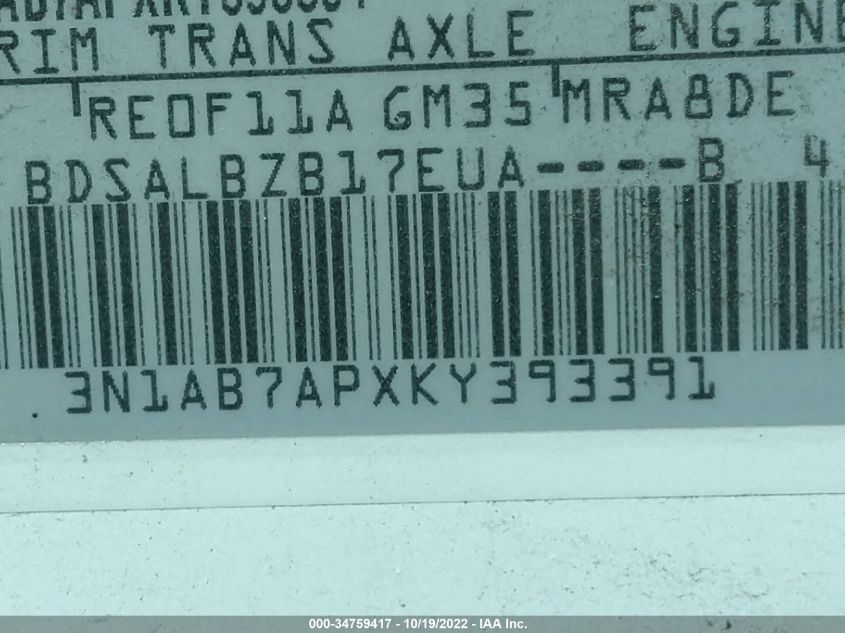 RIM TRANS AXLE ENGINE
RE0F11A GM35 MRA8DE
BDSALBZB17EUA----B 4
3N1AB7APXKY393391
000-34759417 - 10/19/2022 - IAA Inc.